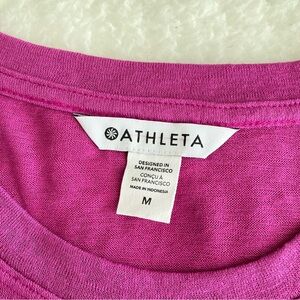 ATHLETA
DESIGNED IN
SAN FRANCISCO
CONÇU À
SAN FRANCISCO
MADE IN INDONESIA
M